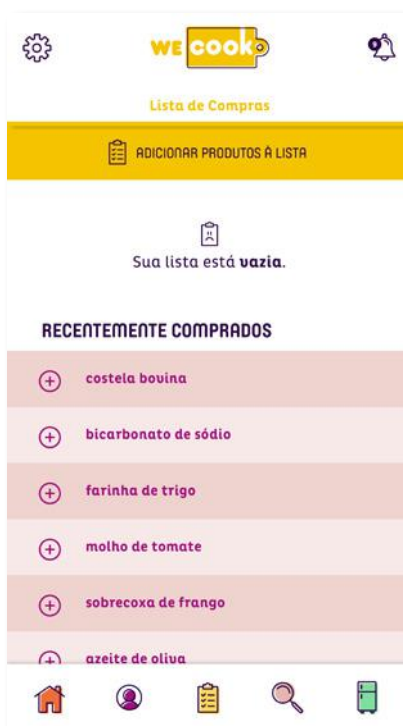 WE COOK
9
Lista de Compras
ADICIONAR PRODUTOS À LISTA
Sua lista está vazia.
RECENTEMENTE COMPRADOS
costela bovina
bicarbonato de sódio
farinha de trigo
molho de tomate
sobrecoxa de frango
azeite de oliva